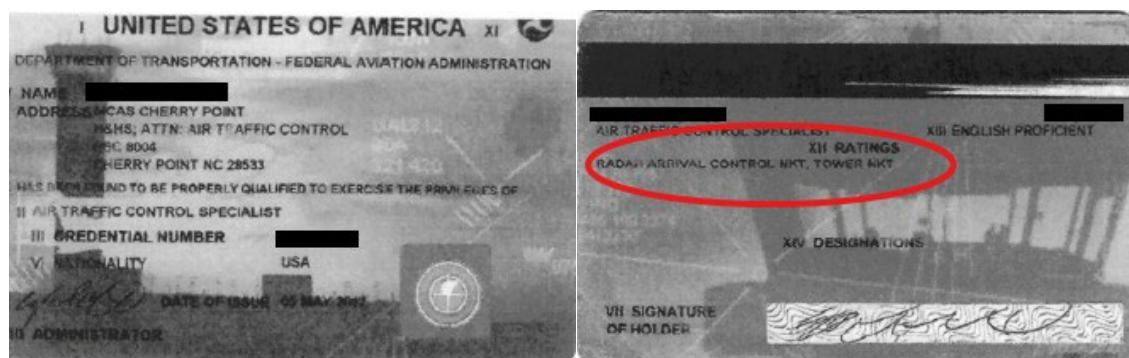 I UNITED STATES OF AMERICA XI
DEPARTMENT OF TRANSPORTATION - FEDERAL AVIATION ADMINISTRATION
NAME
ADDRESS MCAS CHERRY POINT
H&HS; ATTN: AIR TRAFFIC CONTROL
PSC 8004
CHERRY POINT NC 28533
HAS BEEN FOUND TO BE PROPERLY QUALIFIED TO EXERCISE THE PRIVILEGES OF
II AIR TRAFFIC CONTROL SPECIALIST
III CREDENTIAL NUMBER
VI NATIONALITY USA
DATE OF ISSUE 05 MAY
ADMINISTRATOR
AIR TRAFFIC CONTROL SPECIALIST XIII ENGLISH PROFICIENT
XII RATINGS
RADAR ARRIVAL CONTROL NKT, TOWER NKT
XIV DESIGNATIONS
VII SIGNATURE
OF HOLDER